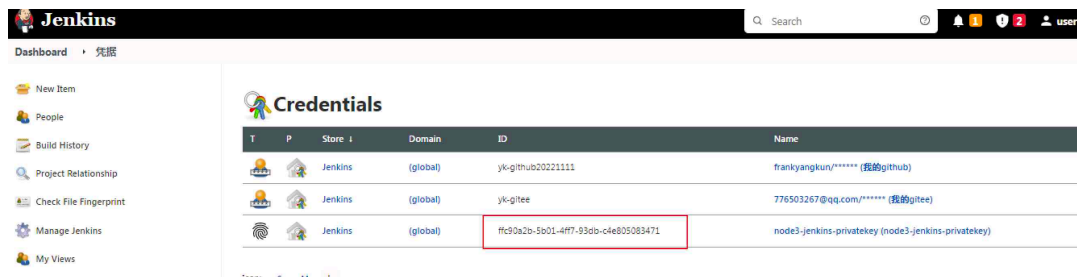 Jenkins
Search
1
2
user
Dashboard
凭据
New Item
People
Build History
Project Relationship
Check File Fingerprint
Manage Jenkins
My Views
Credentials
T P Store ↓ Domain ID Name
Jenkins (global) yk-github20221111 frankyangkun/****** (我的github)
Jenkins (global) yk-gitee 776503267@qq.com/****** (我的gitee)
Jenkins (global) ffc90a2b-5b01-4ff7-93db-c4e805083471 node3-jenkins-privatekey (node3-jenkins-privatekey)